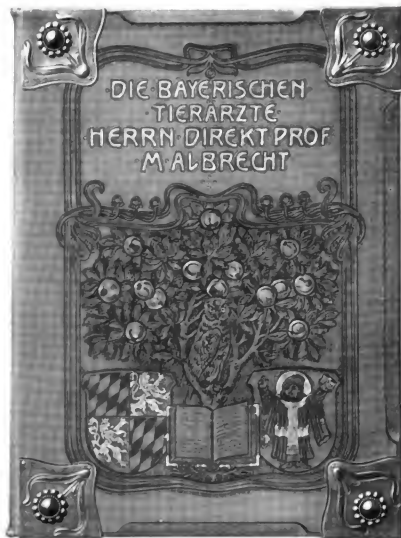 DIE·BAYERISCHEN
·TIERÄRZTE·
·HERRN·DIREKT·PROF·
·M·ALBRECHT·